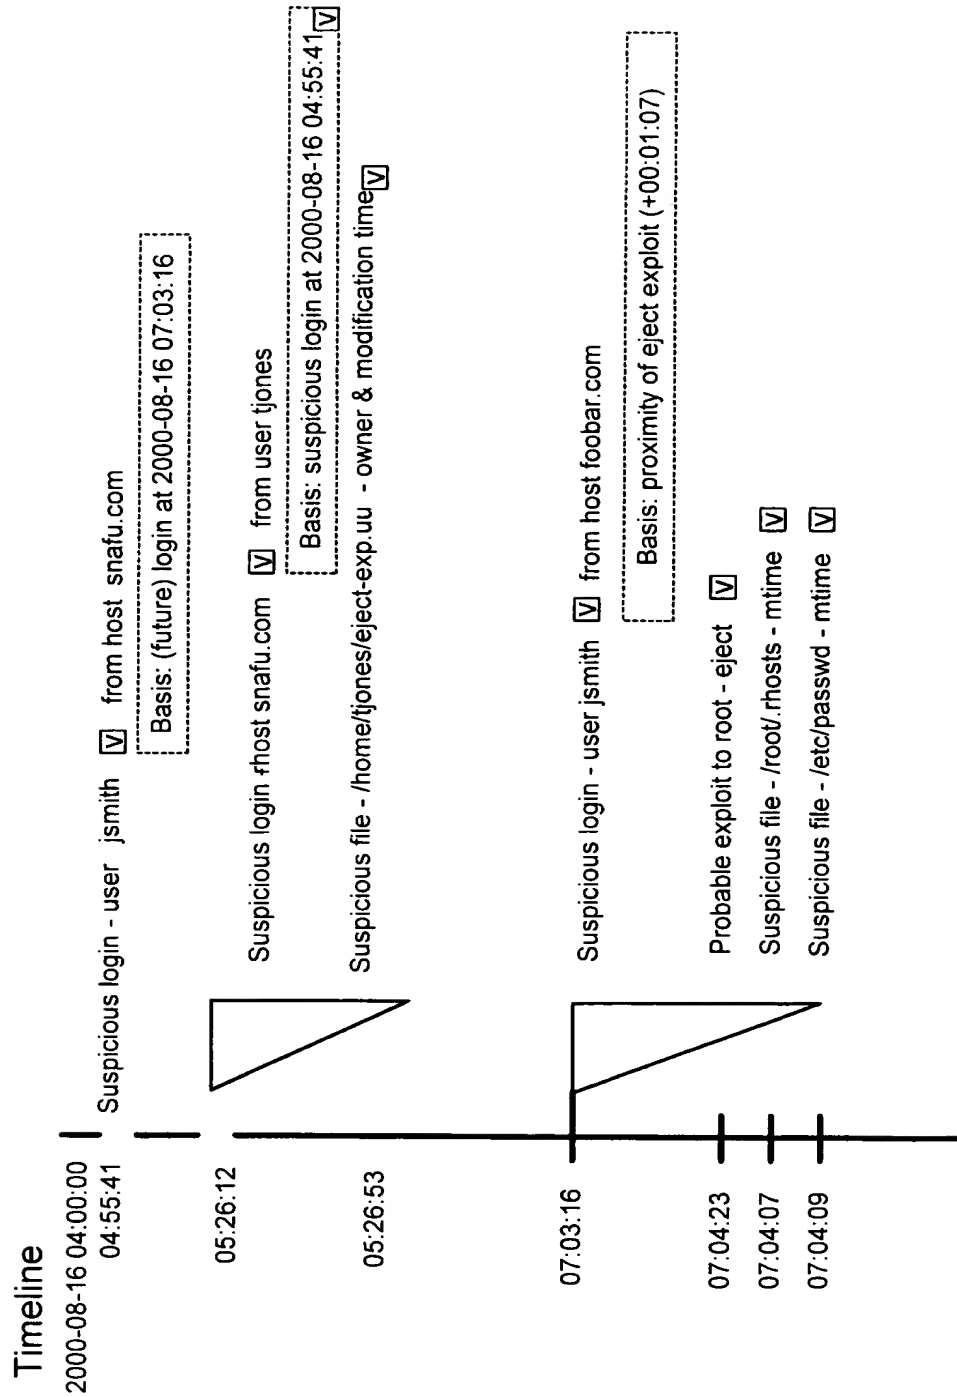 Timeline
2000-08-16 04:00:00
04:55:41 Suspicious login - user jsmith V from host snafu.com
Basis: (future) login at 2000-08-16 07:03:16
05:26:12 Suspicious login rhost snafu.com V from user tjones
Basis: suspicious login at 2000-08-16 04:55:41 V
05:26:53 Suspicious file - /home/tjones/eject-exp.uu - owner & modification time V
07:03:16 Suspicious login - user jsmith V from host foobar.com
Basis: proximity of eject exploit (+00:01:07)
07:04:23 Probable exploit to root - eject V
07:04:07 Suspicious file - /root/.rhosts - mtime V
07:04:09 Suspicious file - /etc/passwd - mtime V